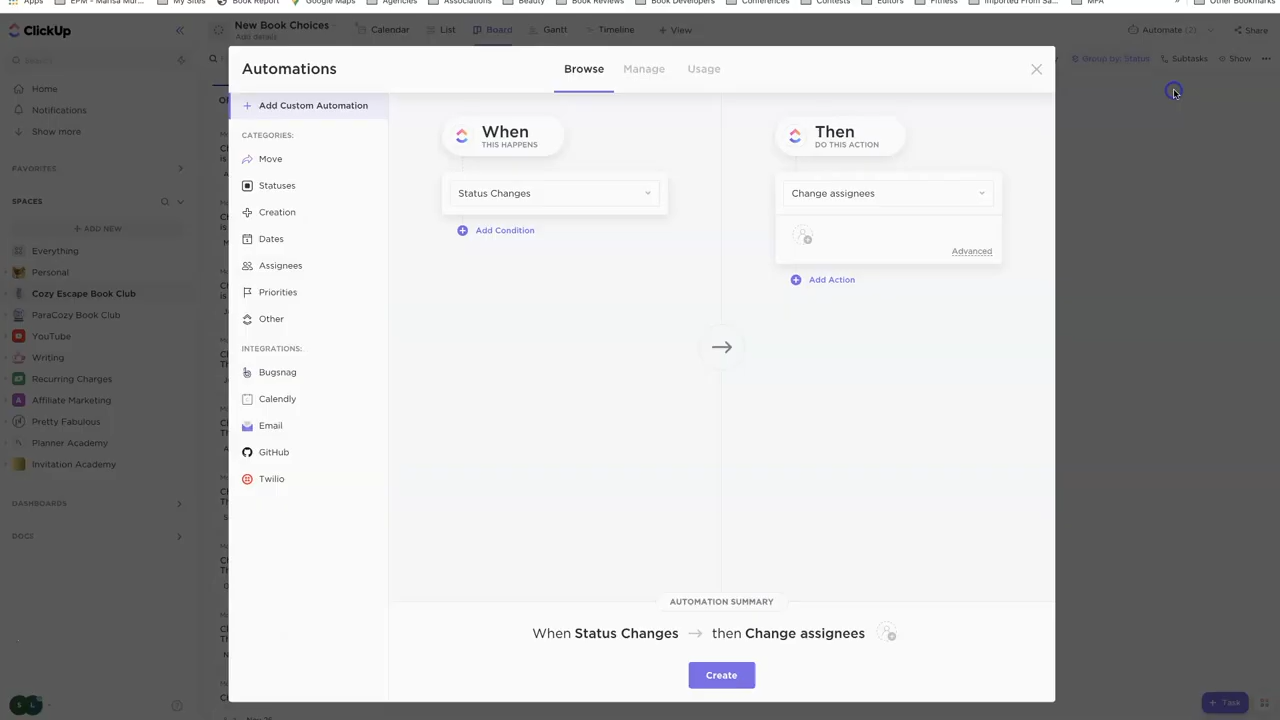 Apps
EPM - Marisa Mur...
My Sites
Book Report
Google Maps
Agencies
Associations
Beauty
Book Reviews
Book Developers
Conferences
Contests
Editors
Fitness
Imported From Sa...
MFA
Other Bookmarks
ClickUp
New Book Choices
Add details
Calendar
List
Board
Gantt
Timeline
+ View
Automate (2)
Share
Search
Group by: Status
Subtasks
Show
Home
Notifications
Show more
FAVORITES
SPACES
+ ADD NEW
Everything
Personal
Cozy Escape Book Club
ParaCozy Book Club
YouTube
Writing
Recurring Charges
Affiliate Marketing
Pretty Fabulous
Planner Academy
Invitation Academy
DASHBOARDS
DOCS
Automations
Browse
Manage
Usage
+ Add Custom Automation
CATEGORIES:
Move
Statuses
Creation
Dates
Assignees
Priorities
Other
INTEGRATIONS:
Bugsnag
Calendly
Email
GitHub
Twilio
When
THIS HAPPENS
Status Changes
Add Condition
Then
DO THIS ACTION
Change assignees
Advanced
Add Action
AUTOMATION SUMMARY
When Status Changes → then Change assignees
Create
+ Task
S
L
Nov 25